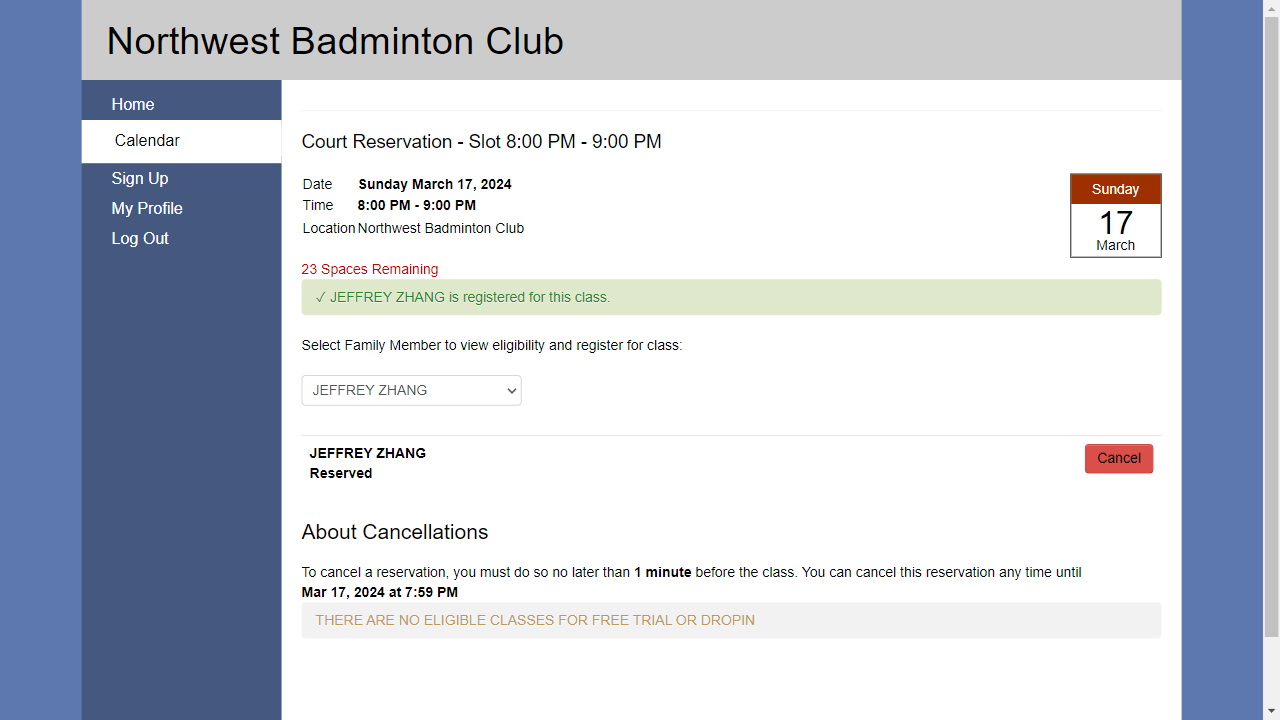 Northwest Badminton Club
Home
Calendar
Sign Up
My Profile
Log Out
Court Reservation - Slot 8:00 PM - 9:00 PM
Date Sunday March 17, 2024
Time 8:00 PM - 9:00 PM
Location Northwest Badminton Club
Sunday
17
March
23 Spaces Remaining
✓ JEFFREY ZHANG is registered for this class.
Select Family Member to view eligibility and register for class:
JEFFREY ZHANG
JEFFREY ZHANG
Reserved
Cancel
About Cancellations
To cancel a reservation, you must do so no later than 1 minute before the class. You can cancel this reservation any time until
Mar 17, 2024 at 7:59 PM
THERE ARE NO ELIGIBLE CLASSES FOR FREE TRIAL OR DROPIN